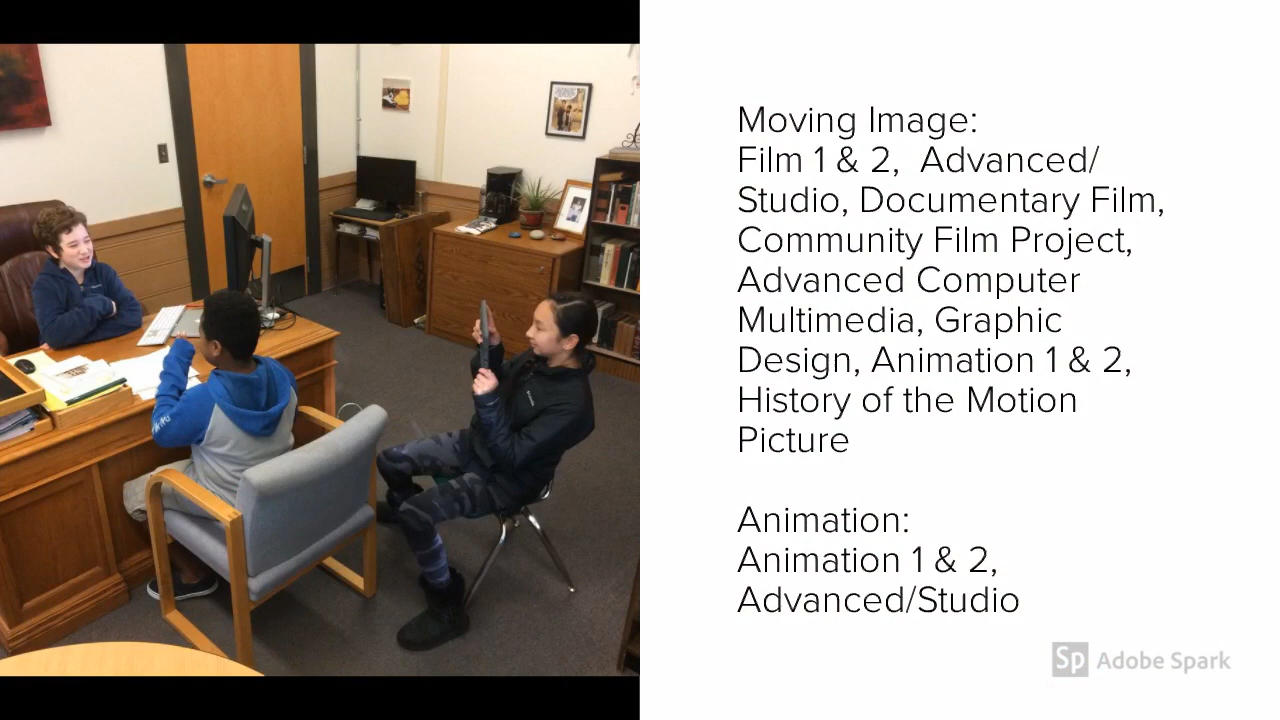 Moving Image:
Film 1 & 2,  Advanced/
Studio, Documentary Film,
Community Film Project,
Advanced Computer
Multimedia, Graphic
Design, Animation 1 & 2,
History of the Motion
Picture
Animation:
Animation 1 & 2,
Advanced/Studio
Sp Adobe Spark